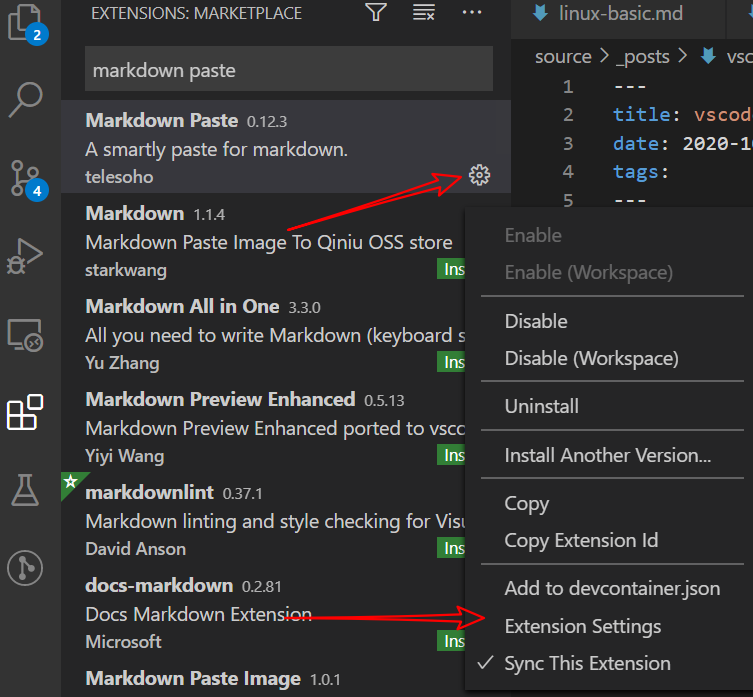 EXTENSIONS: MARKETPLACE
markdown paste
Markdown Paste 0.12.3
A smartly paste for markdown.
telesoho
Markdown 1.1.4
Markdown Paste Image To Qiniu OSS store
starkwang
Ins
Markdown All in One 3.3.0
All you need to write Markdown (keyboard s
Yu Zhang
Ins
Markdown Preview Enhanced 0.5.13
Markdown Preview Enhanced ported to vsco
Yiyi Wang
Ins
markdownlint 0.37.1
Markdown linting and style checking for Visu
David Anson
Ins
docs-markdown 0.2.81
Docs Markdown Extension
Microsoft
Ins
Markdown Paste Image 1.0.1
2
4
linux-basic.md
source > _posts > vsc
1 ---
2 title: vscod
3 date: 2020-10
4 tags:
5 ---
Enable
Enable (Workspace)
Disable
Disable (Workspace)
Uninstall
Install Another Version...
Copy
Copy Extension Id
Add to devcontainer.json
Extension Settings
Sync This Extension